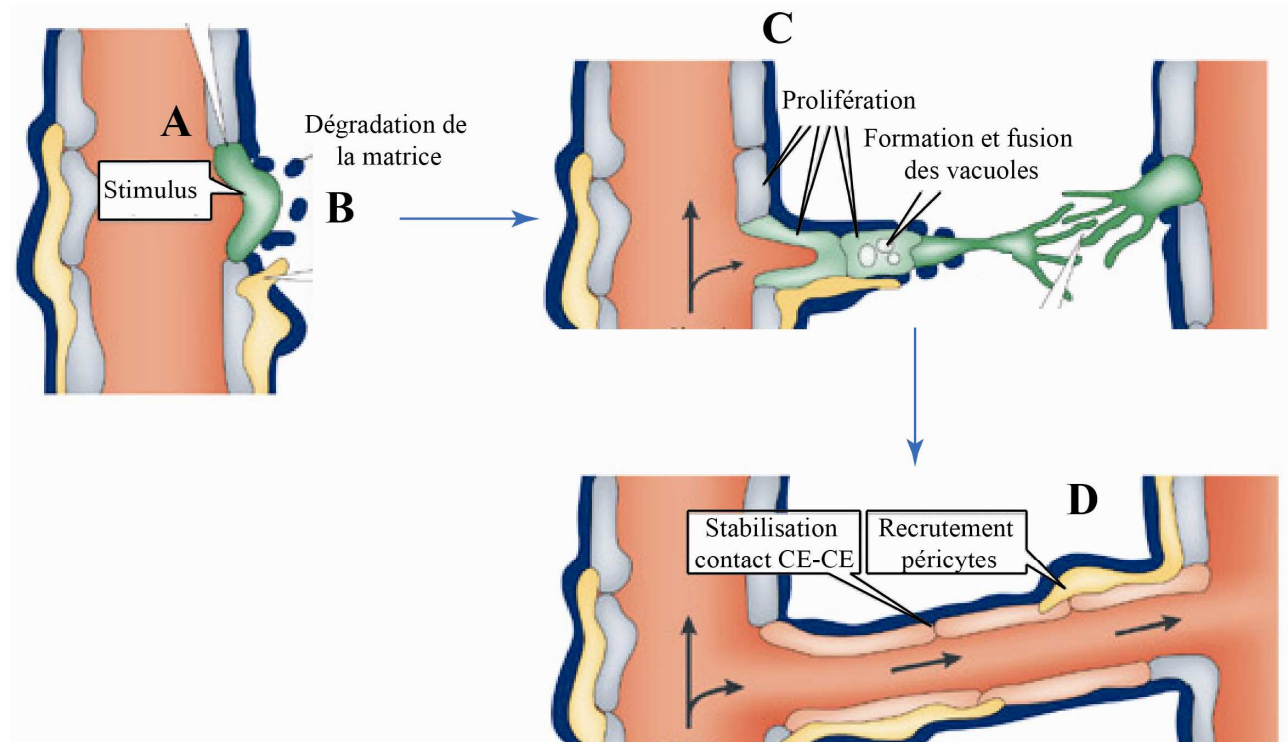 A
Stimulus
Dégradation de
la matrice
B
C
Prolifération
Formation et fusion
des vacuoles
D
Stabilisation
contact CE-CE
Recrutement
péricytes